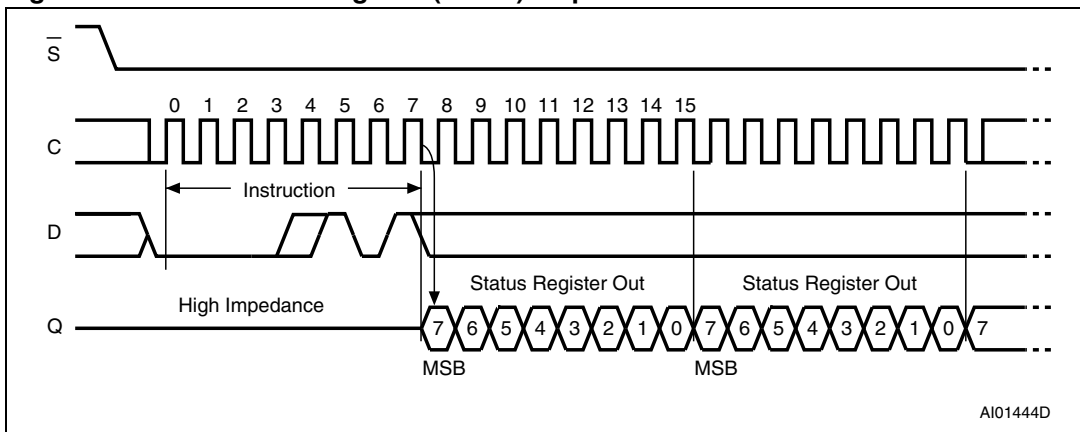 S
0 1 2 3 4 5 6 7 8 9 10 11 12 13 14 15
C
Instruction
D
Status Register Out Status Register Out
High Impedance
Q 7 6 5 4 3 2 1 0 7 6 5 4 3 2 1 0 7
MSB MSB
AI01444D